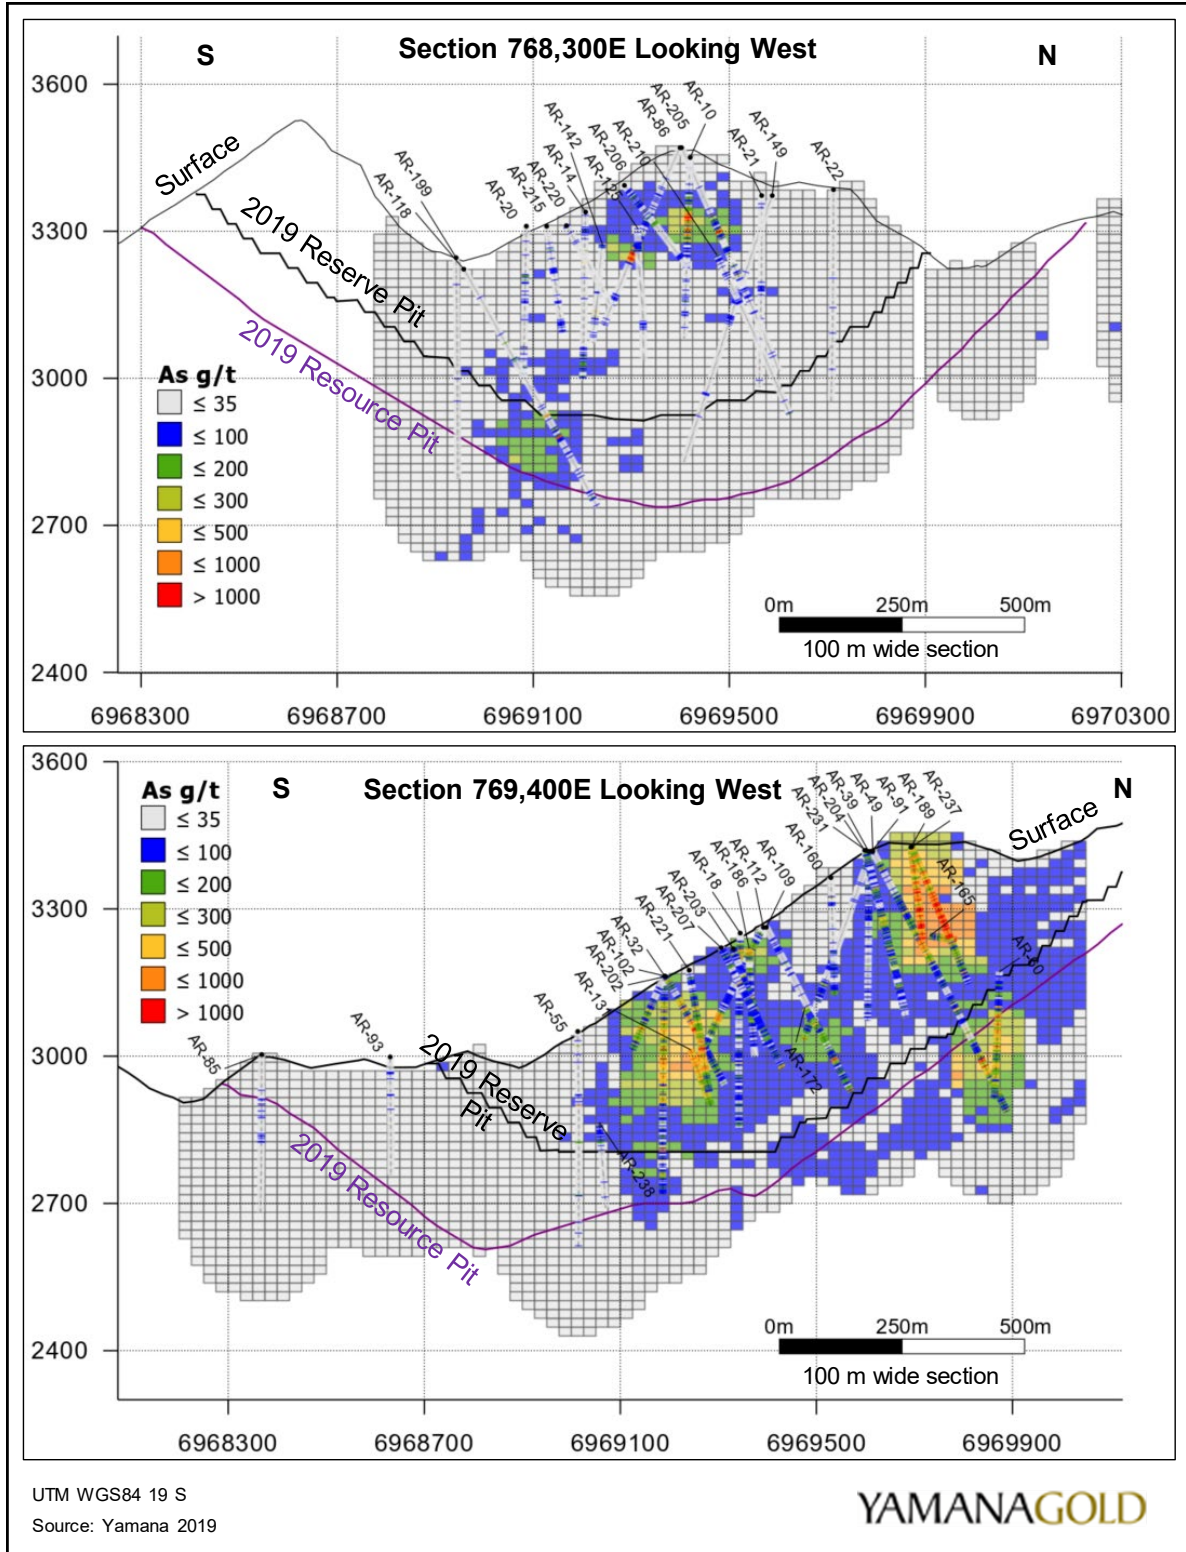 Section 768,300E Looking West
S
N
3600
3300
3000
2700
2400
Surface
2019 Reserve Pit
2019 Resource Pit
AR-118
AR-199
AR-20
AR-215
AR-220
AR-14
AR-142
AR-125
AR-206
AR-210
AR-86
AR-205
AR-10
AR-21
AR-149
AR-22
As g/t
≤ 35
≤ 100
≤ 200
≤ 300
≤ 500
≤ 1000
> 1000
0m 250m 500m
100 m wide section
6968300 6968700 6969100 6969500 6969900 6970300
Section 769,400E Looking West
S
N
3600
3300
3000
2700
2400
As g/t
≤ 35
≤ 100
≤ 200
≤ 300
≤ 500
≤ 1000
> 1000
Surface
2019 Reserve
Pit
2019 Resource Pit
AR-85
AR-93
AR-55
AR-131
AR-202
AR-102
AR-32
AR-221
AR-207
AR-203
AR-18
AR-186
AR-112
AR-109
AR-160
AR-231
AR-204
AR-39
AR-49
AR-91
AR-189
AR-237
AR-165
AR-172
AR-238
0m 250m 500m
100 m wide section
6968300 6968700 6969100 6969500 6969900
UTM WGS84 19 S
Source: Yamana 2019
YAMANAGOLD